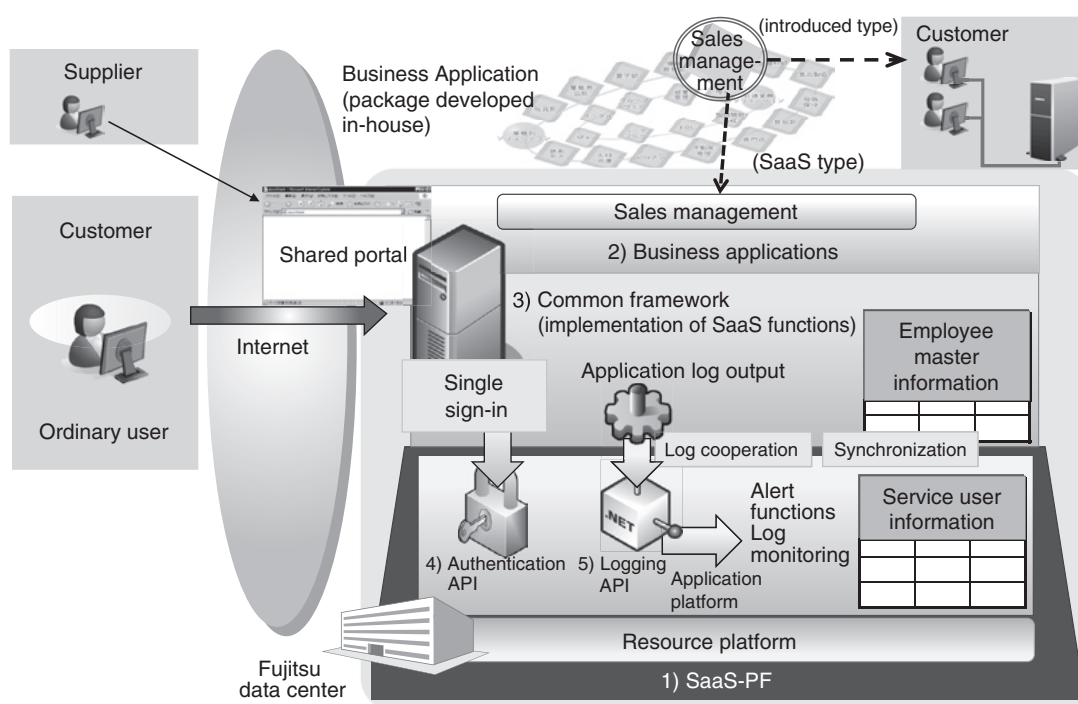 Supplier
Business Application
(package developed
in-house)
Sales
manage-
ment
(introduced type)
Customer
(SaaS type)
Customer
Ordinary user
Internet
Shared portal
Sales management
2) Business applications
3) Common framework
(implementation of SaaS functions)
Employee
master
information
Single
sign-in
Application log output
Log cooperation
Synchronization
4) Authentication
API
.NET
5) Logging
API
Application
platform
Alert
functions
Log
monitoring
Service user
information
Resource platform
Fujitsu
data center
1) SaaS-PF